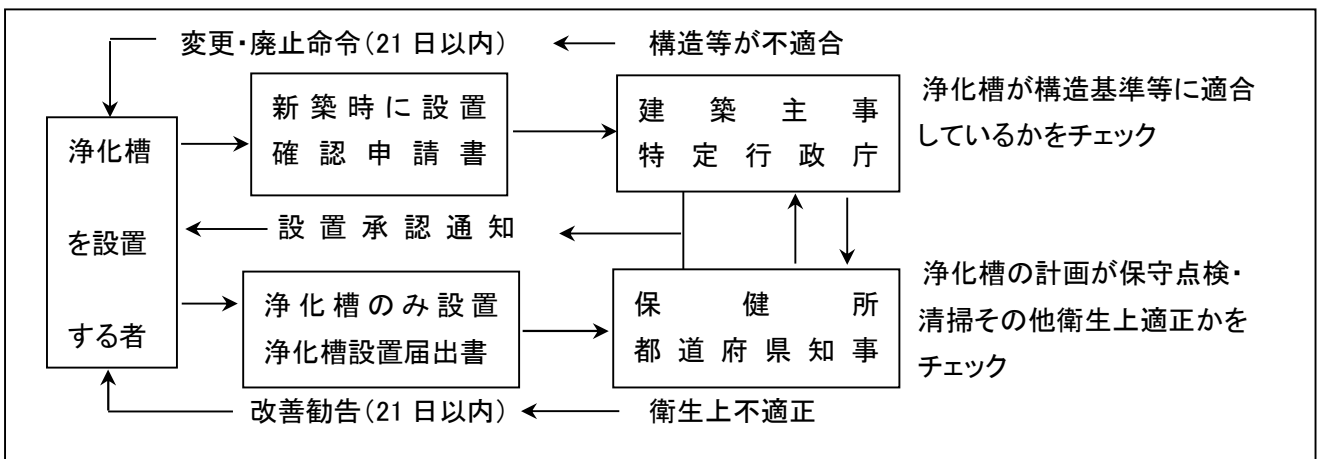 変更・廃止命令（21日以内）
構造等が不適合
新築時に設置
確認申請書
建築主事
特定行政庁
浄化槽が構造基準等に適合
しているかをチェック
浄化槽
を設置
する者
設置承認通知
浄化槽のみ設置
浄化槽設置届出書
保健所
都道府県知事
浄化槽の計画が保守点検・
清掃その他衛生上適正かを
チェック
改善勧告（21日以内）
衛生上不適正